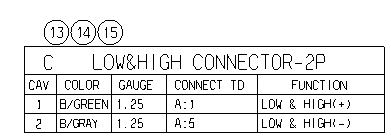 13 14 15
C LOW&HIGH CONNECTOR-2P
CAV COLOR GAUGE CONNECT TO FUNCTION
1 B/GREEN 1.25 A:1 LOW & HIGH(+)
2 B/GRAY 1.25 A:5 LOW & HIGH(-)